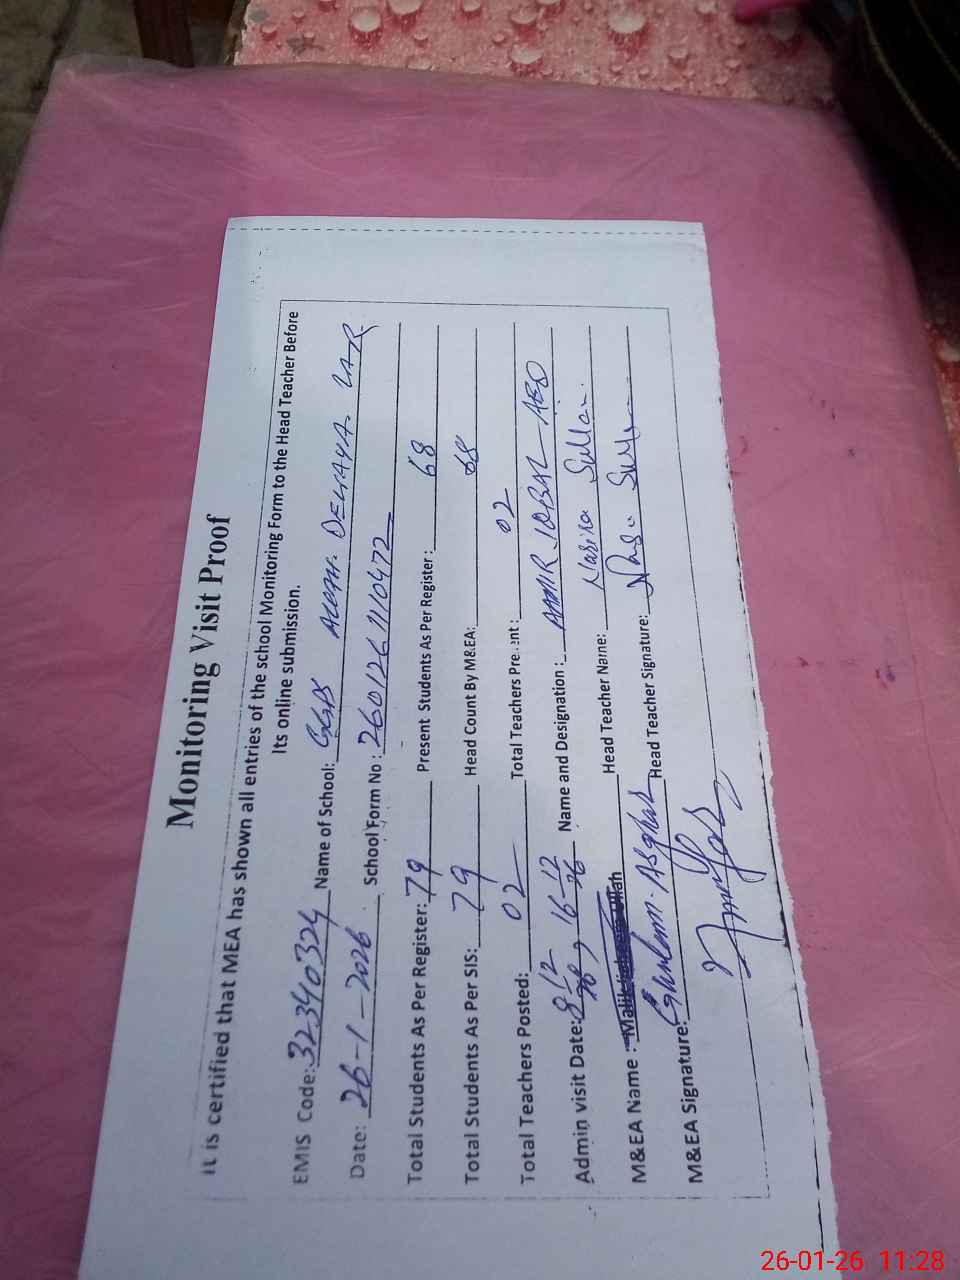 Monitoring Visit Proof
It is certified that MEA has shown all entries of the school Monitoring Form to the Head Teacher Before
Its online submission.
EMIS Code: 32340324 Name of School: GGPS DEWAYA
Date: 26-1-2026 School Form No: 2601261110472
Total Students As Per Register: 79 Present Students As Per Register: 68
Total Students As Per SIS: 79 Head Count By M&EA: 68
Total Teachers Posted: 02 Total Teachers Present: 02
Admin visit Date: Name and Designation: AAMIR IQBAL - AEO
M&EA Name: Ghulam Asghar Head Teacher Name: Nasira Sultan
M&EA Signature: Head Teacher Signature:
26-01-26 11:28